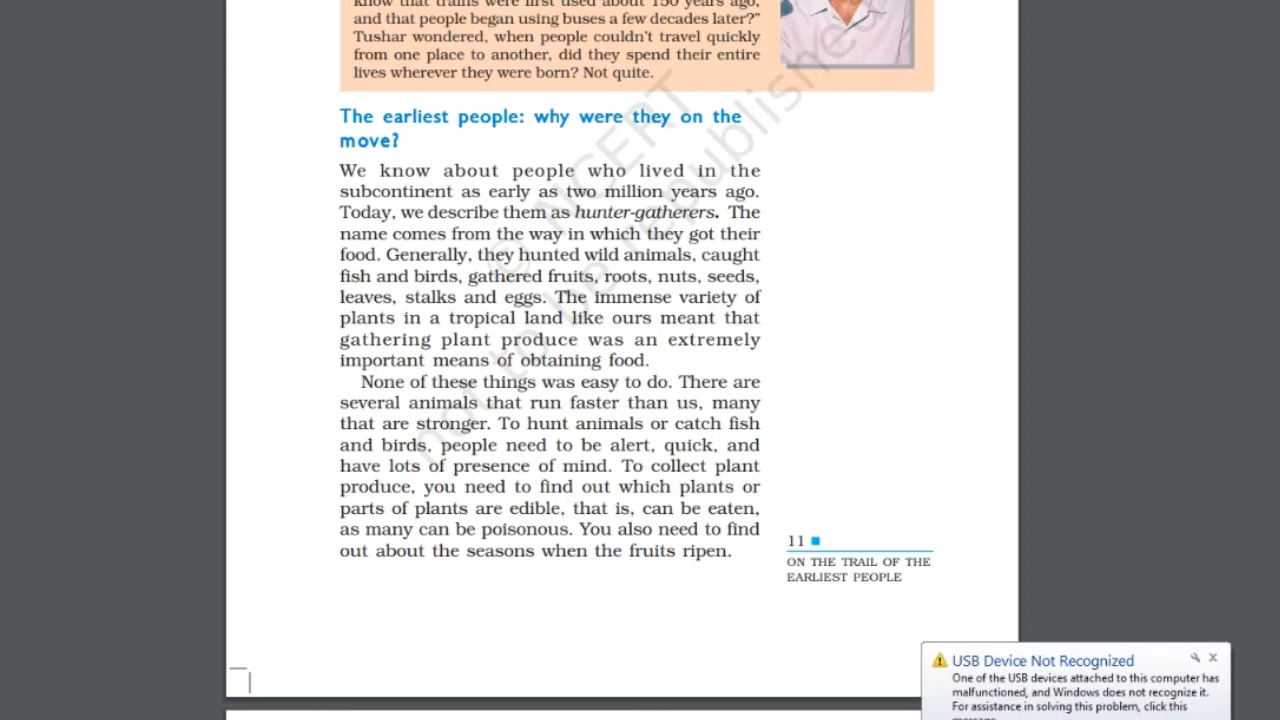 know that trains were first used about 150 years ago,
and that people began using buses a few decades later?"
Tushar wondered, when people couldn't travel quickly
from one place to another, did they spend their entire
lives wherever they were born? Not quite.
The earliest people: why were they on the
move?
We know about people who lived in the
subcontinent as early as two million years ago.
Today, we describe them as hunter-gatherers. The
name comes from the way in which they got their
food. Generally, they hunted wild animals, caught
fish and birds, gathered fruits, roots, nuts, seeds,
leaves, stalks and eggs. The immense variety of
plants in a tropical land like ours meant that
gathering plant produce was an extremely
important means of obtaining food.
None of these things was easy to do. There are
several animals that run faster than us, many
that are stronger. To hunt animals or catch fish
and birds, people need to be alert, quick, and
have lots of presence of mind. To collect plant
produce, you need to find out which plants or
parts of plants are edible, that is, can be eaten,
as many can be poisonous. You also need to find
out about the seasons when the fruits ripen.
11
ON THE TRAIL OF THE
EARLIEST PEOPLE
© NCERT
not to be republished
USB Device Not Recognized
One of the USB devices attached to this computer has
malfunctioned, and Windows does not recognize it.
For assistance in solving this problem, click this